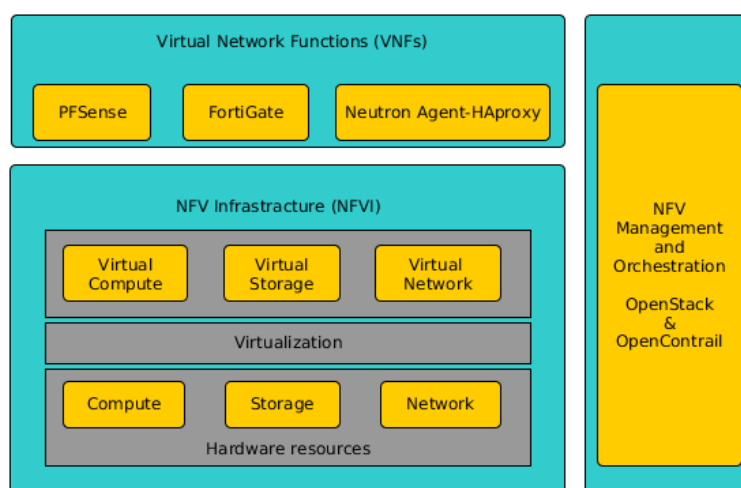 Virtual Network Functions (VNFs)
PFSense
FortiGate
Neutron Agent-HAproxy
NFV Infrastracture (NFVI)
Virtual
Compute
Virtual
Storage
Virtual
Network
Virtualization
Compute
Storage
Network
Hardware resources
NFV
Management
and
Orchestration
OpenStack
&
OpenContrail